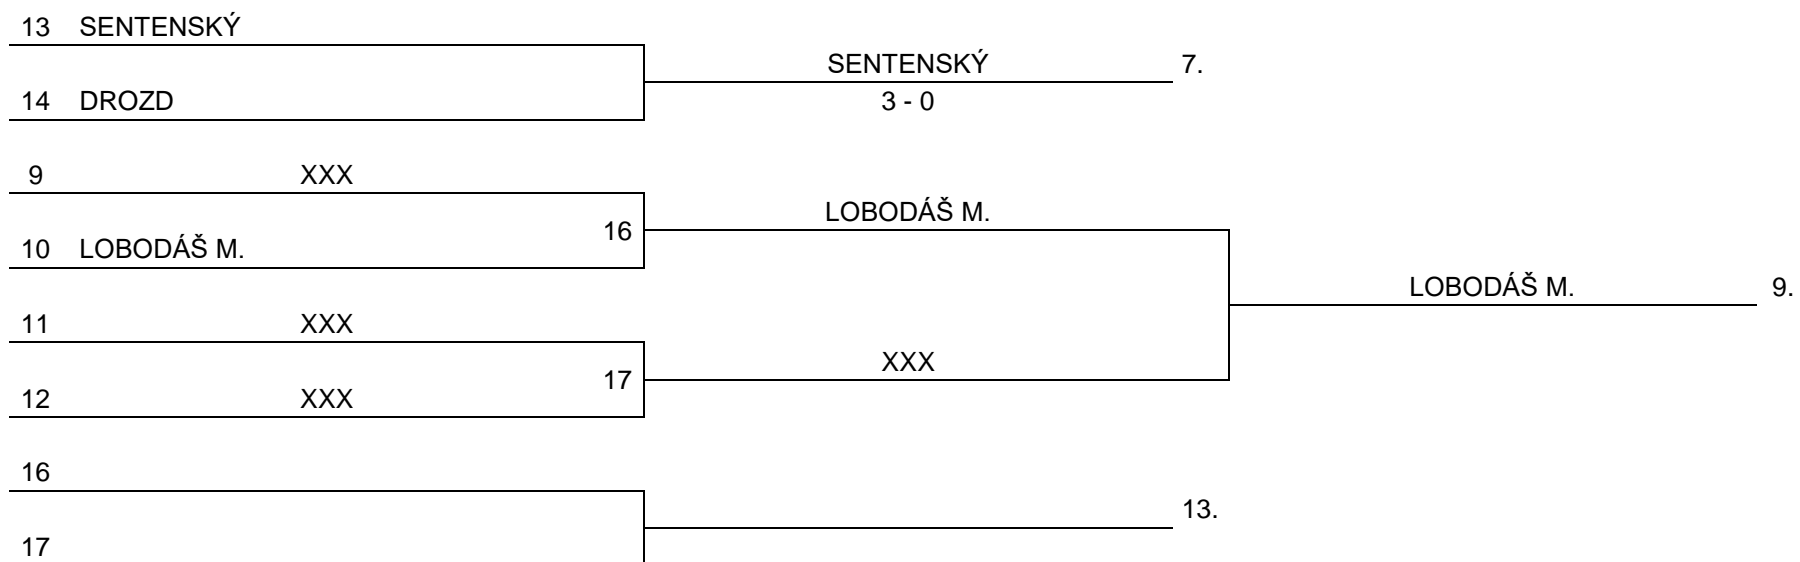 13 SENTENSKÝ
SENTENSKÝ 7.
14 DROZD 3 - 0
9 XXX
LOBODÁŠ M.
16
10 LOBODÁŠ M.
LOBODÁŠ M. 9.
11 XXX
XXX
17
12 XXX
16
13.
17